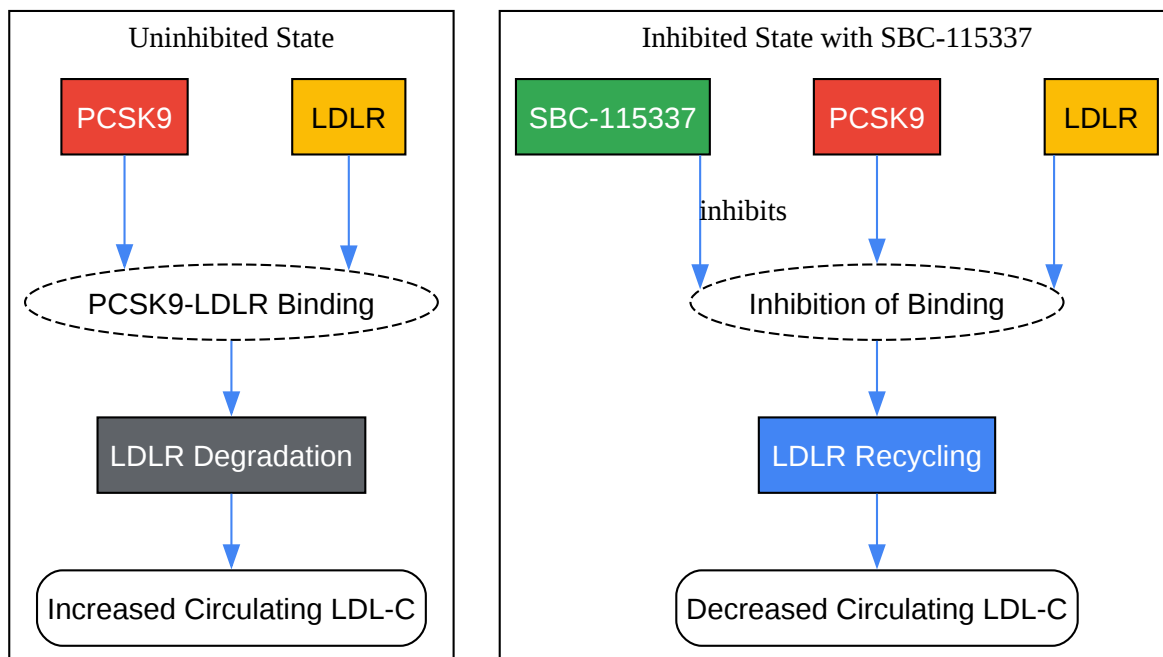 Uninhibited State
PCSK9
LDLR
PCSK9-LDLR Binding
LDLR Degradation
Increased Circulating LDL-C
Inhibited State with SBC-115337
SBC-115337
PCSK9
LDLR
inhibits
Inhibition of Binding
LDLR Recycling
Decreased Circulating LDL-C